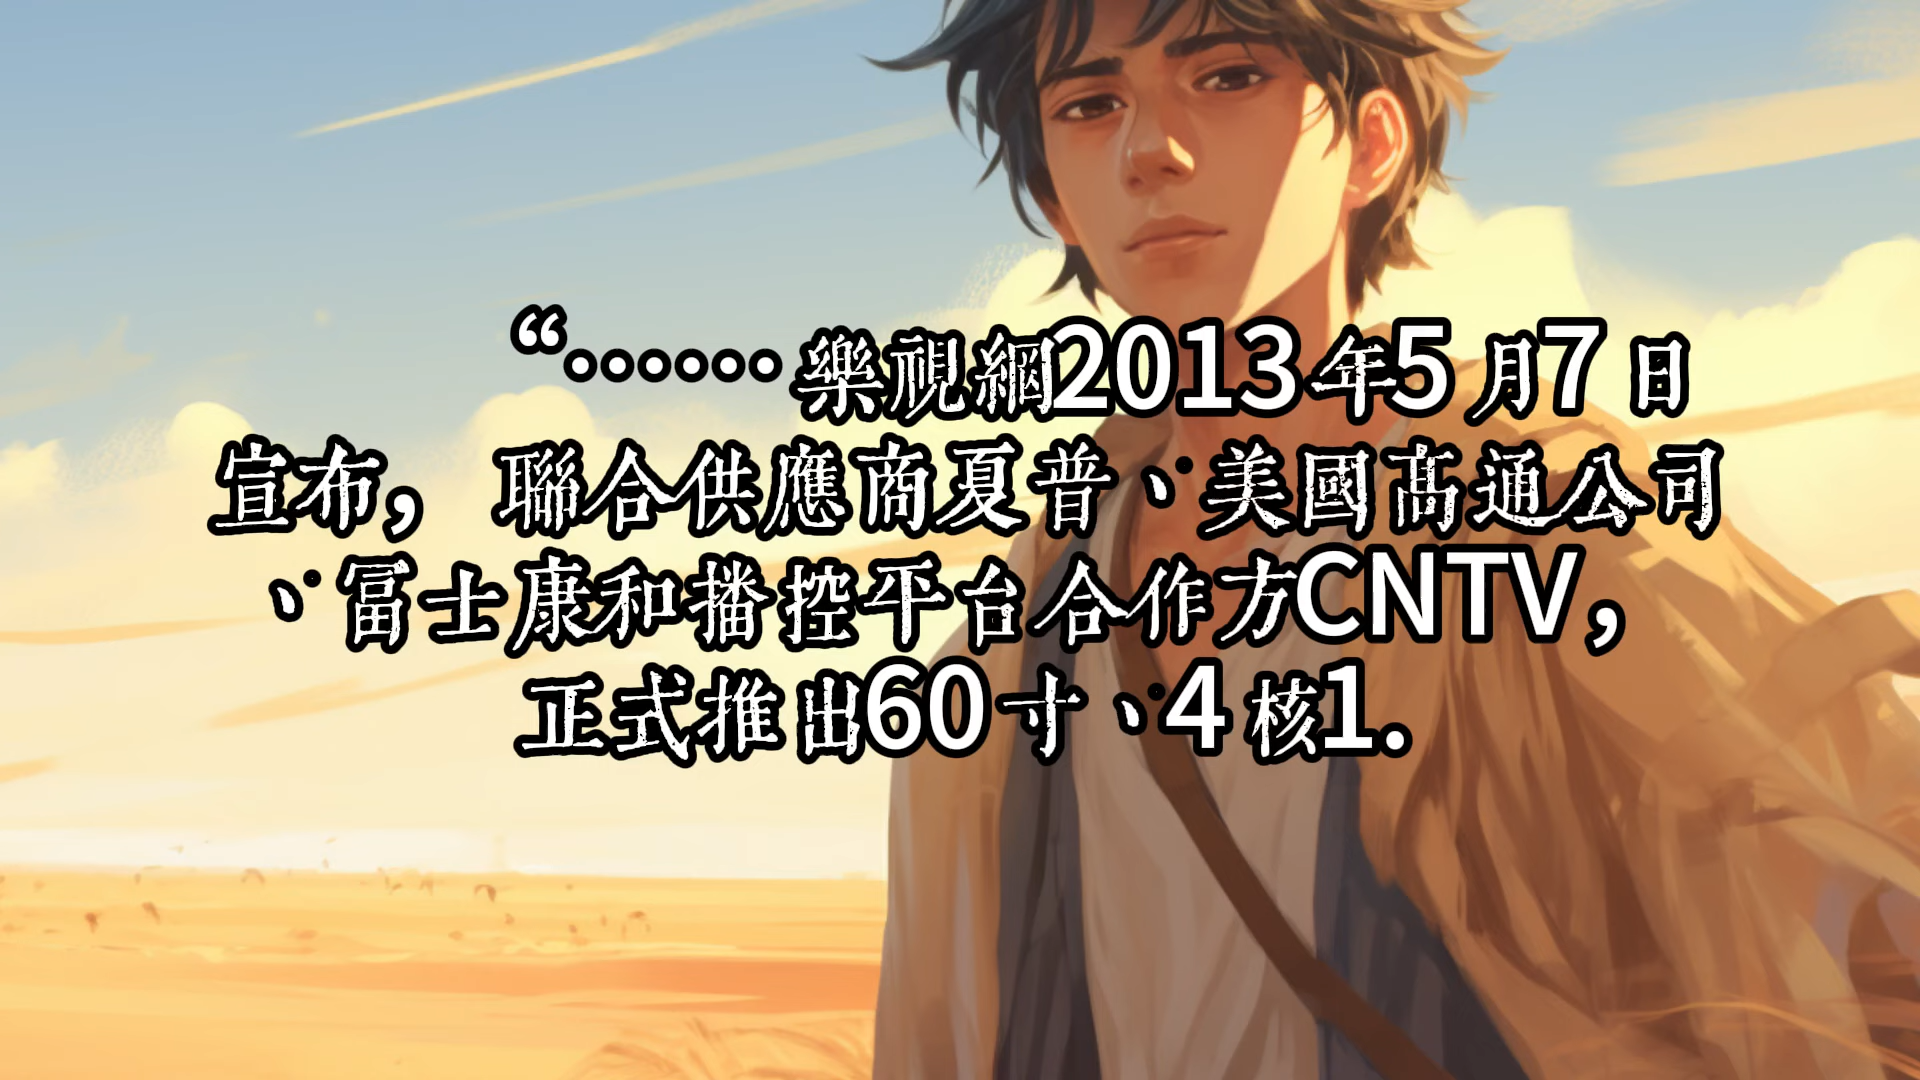 “……樂視網2013年5月7日
宣布，聯合供應商夏普、美國高通公司
、富士康和播控平台合作方CNTV，
正式推出60寸、4核1.